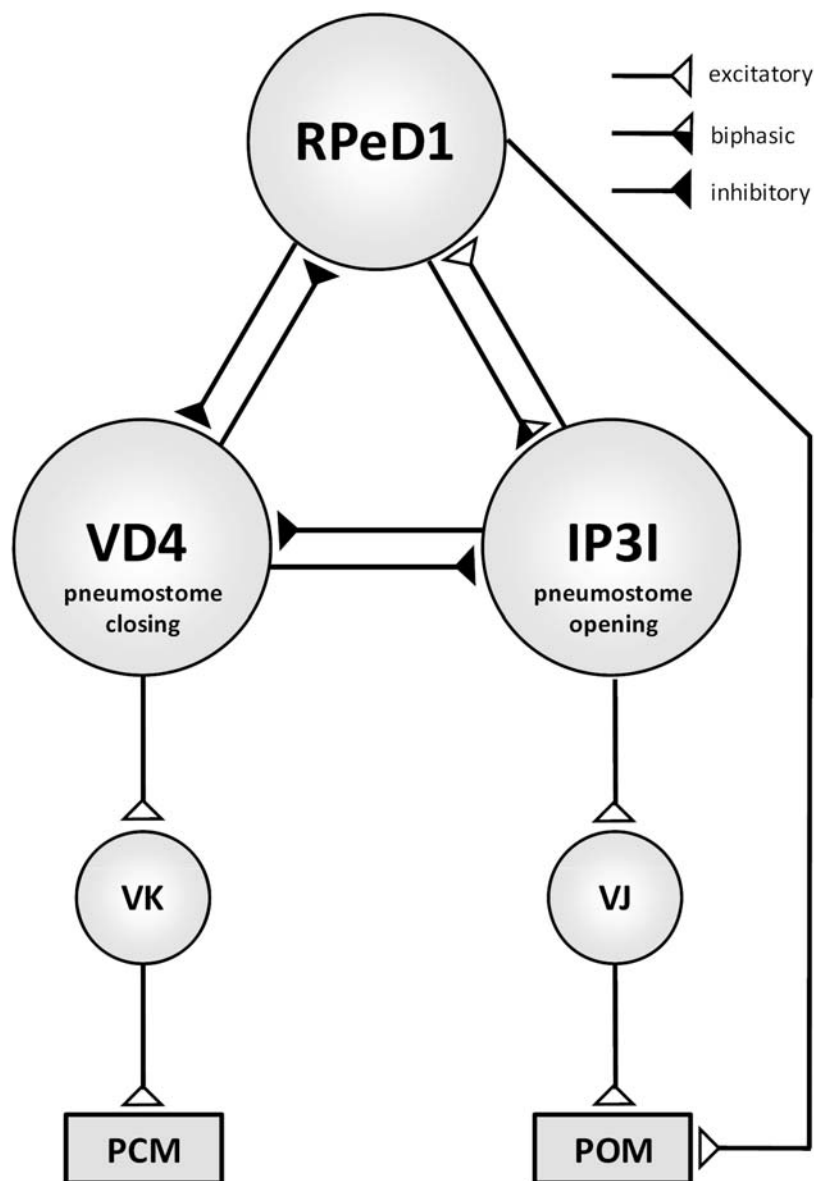 RPeD1
excitatory
biphasic
inhibitory
VD4
pneumostome
closing
IP3I
pneumostome
opening
VK
VJ
PCM
POM